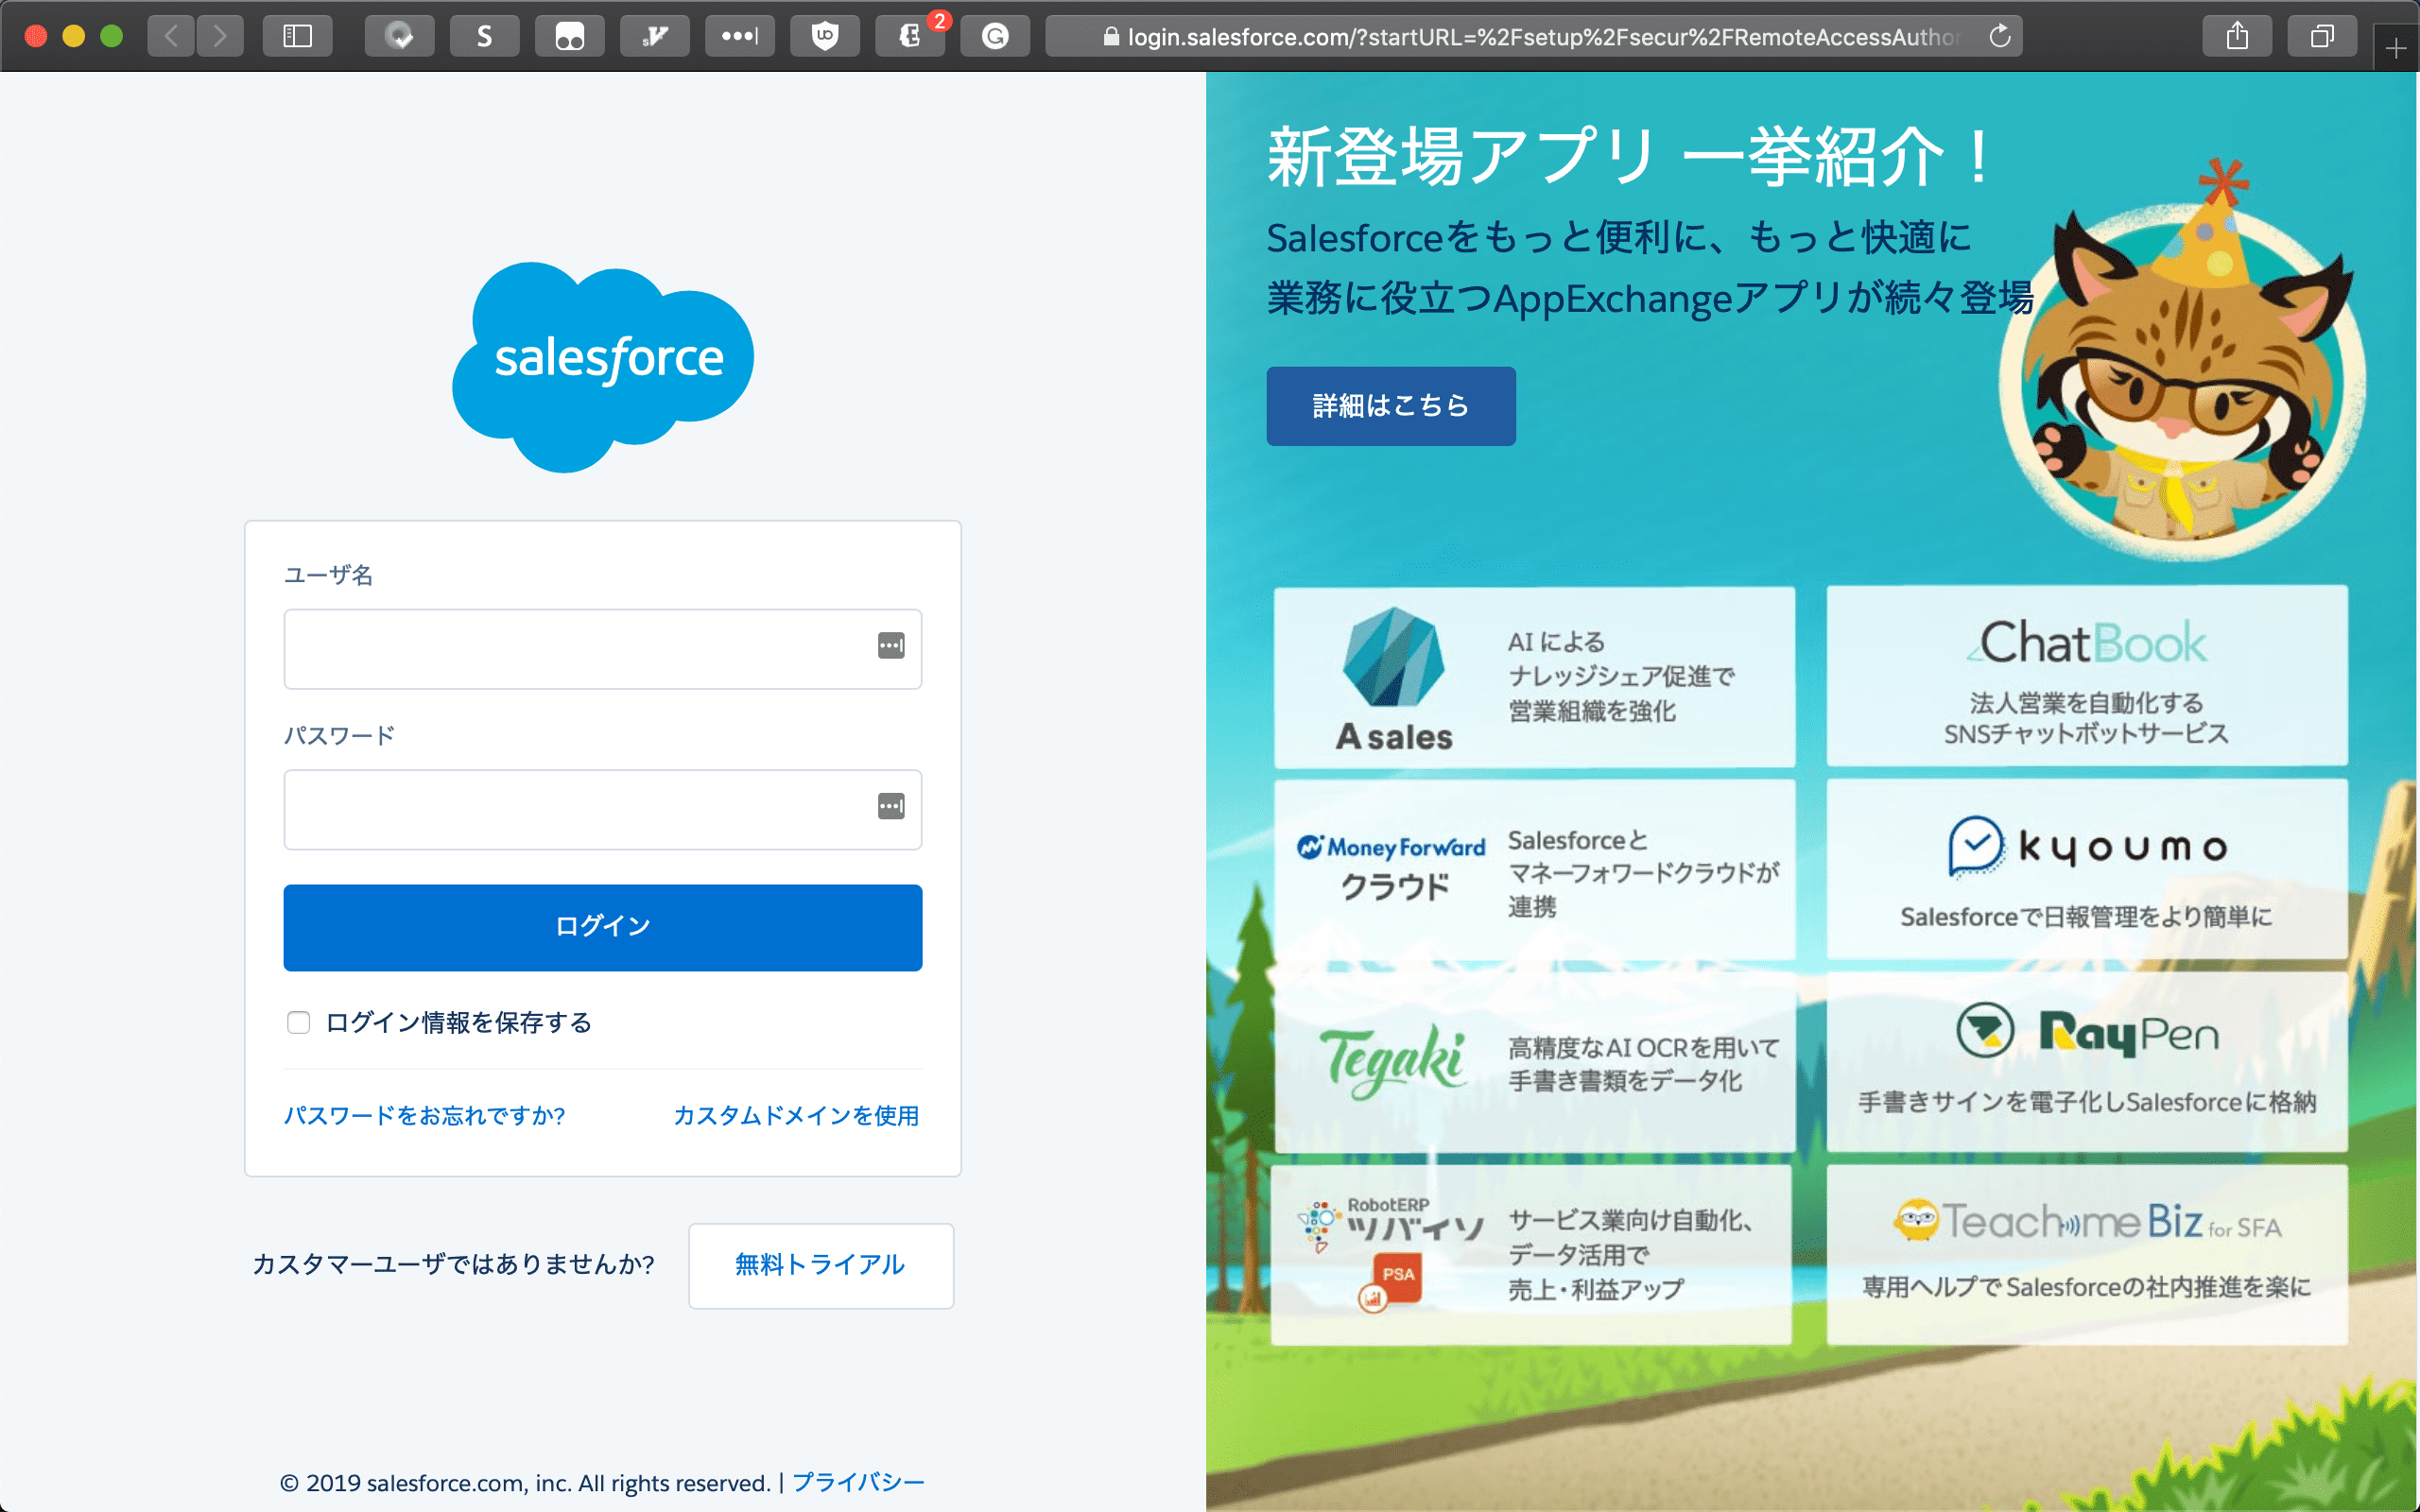 login.salesforce.com/?startURL=%2Fsetup%2Fsecur%2FRemoteAccessAuthor
S
2
salesforce
ユーザ名
パスワード
ログイン
ログイン情報を保存する
パスワードをお忘れですか?
カスタムドメインを使用
カスタマーユーザではありませんか?
無料トライアル
© 2019 salesforce.com, inc. All rights reserved. | プライバシー
新登場アプリ 一挙紹介！
Salesforceをもっと便利に、もっと快適に
業務に役立つAppExchangeアプリが続々登場
詳細はこちら
A sales
AI による
ナレッジシェア促進で
営業組織を強化
ChatBook
法人営業を自動化する
SNSチャットボットサービス
Money Forward
クラウド
Salesforceと
マネーフォワードクラウドが
連携
kyoumo
Salesforceで日報管理をより簡単に
Tegaki
高精度なAI OCRを用いて
手書き書類をデータ化
RayPen
手書きサインを電子化しSalesforceに格納
RobotERP
ツバイソ
PSA
サービス業向け自動化、
データ活用で
売上・利益アップ
Teachme Biz for SFA
専用ヘルプでSalesforceの社内推進を楽に